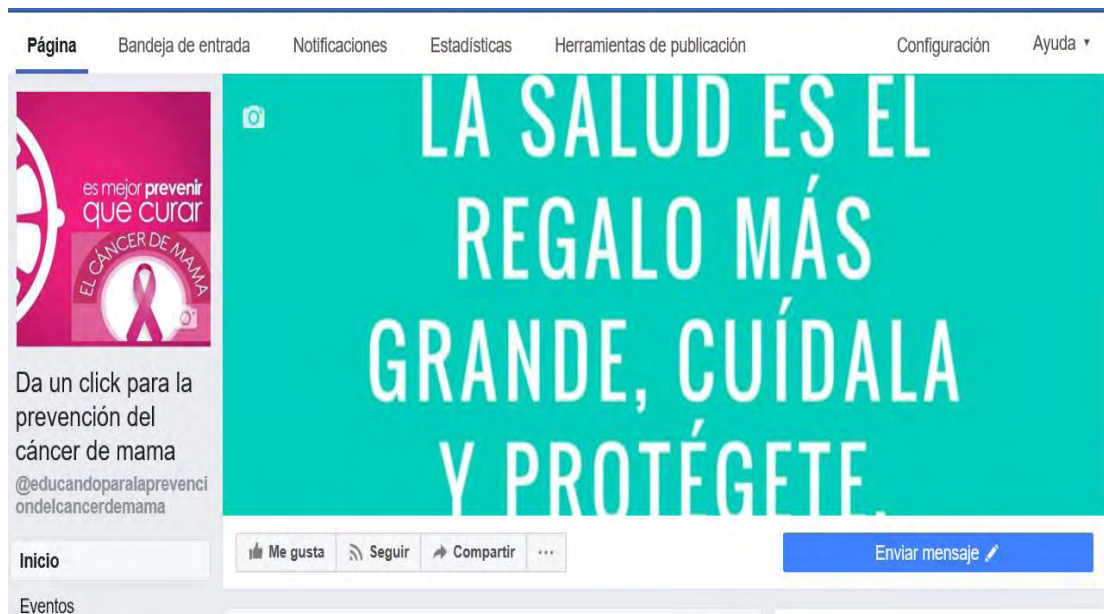 Página Bandeja de entrada Notificaciones Estadísticas Herramientas de publicación Configuración Ayuda
es mejor prevenir
que curar
EL CÁNCER DE MAMA
Da un click para la
prevención del
cáncer de mama
@educandoparalaprevenci
ondelcancerdemama
Inicio
Eventos
LA SALUD ES EL
REGALO MÁS
GRANDE, CUÍDALA
Y PROTÉGETE.
Me gusta Seguir Compartir ... Enviar mensaje